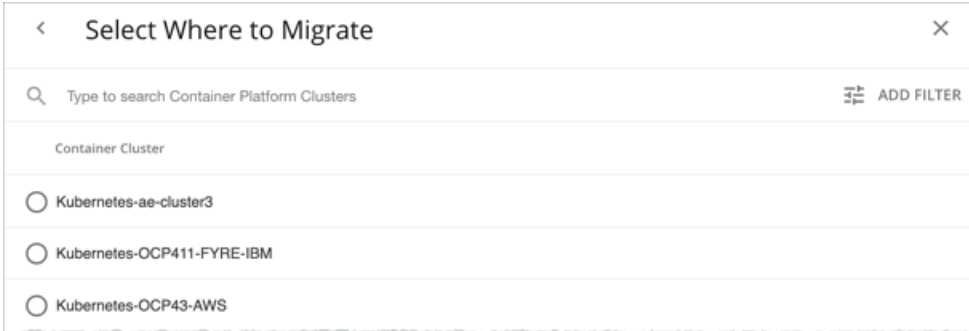 Select Where to Migrate
Type to search Container Platform Clusters
ADD FILTER
Container Cluster
Kubernetes-ae-cluster3
Kubernetes-OCP411-FYRE-IBM
Kubernetes-OCP43-AWS